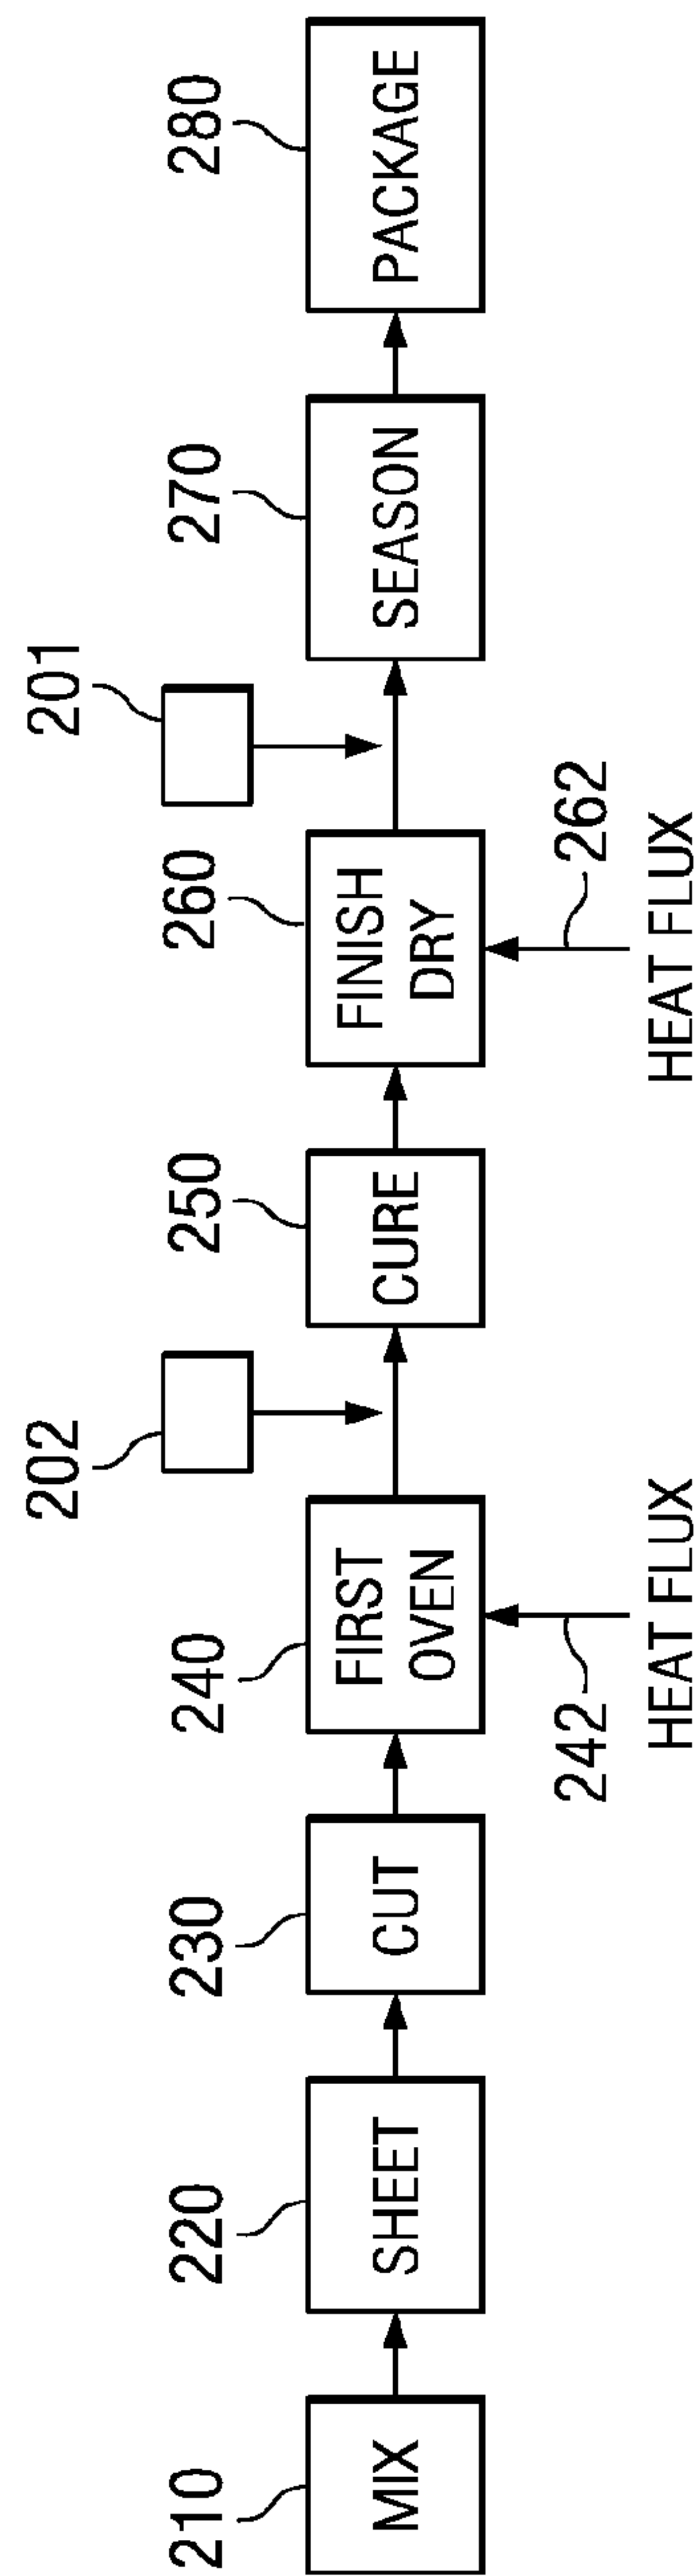 202
201
210
220
230
240
250
260
270
280
MIX
SHEET
CUT
FIRST
OVEN
CURE
FINISH
DRY
SEASON
PACKAGE
242
262
HEAT FLUX
HEAT FLUX